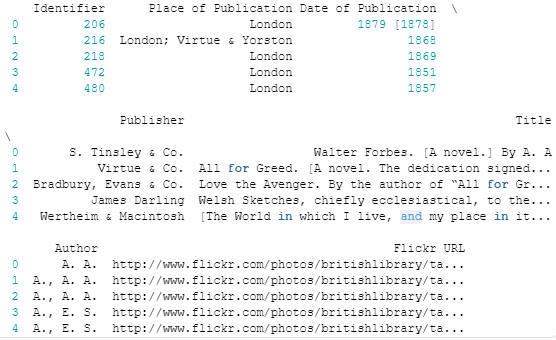 Identifier Place of Publication Date of Publication \
0 206 London 1879 [1878]
1 216 London; Virtue & Yorston 1868
2 218 London 1869
3 472 London 1851
4 480 London 1857
Publisher Title
\
0 S. Tinsley & Co. Walter Forbes. [A novel.] By A. A
1 Virtue & Co. All for Greed. [A novel. The dedication signed...
2 Bradbury, Evans & Co. Love the Avenger. By the author of “All for Gr...
3 James Darling Welsh Sketches, chiefly ecclesiastical, to the...
4 Wertheim & Macintosh [The World in which I live, and my place in it...
Author Flickr URL
0 A. A. http://www.flickr.com/photos/britishlibrary/ta...
1 A., A. A. http://www.flickr.com/photos/britishlibrary/ta...
2 A., A. A. http://www.flickr.com/photos/britishlibrary/ta...
3 A., E. S. http://www.flickr.com/photos/britishlibrary/ta...
4 A., E. S. http://www.flickr.com/photos/britishlibrary/ta...